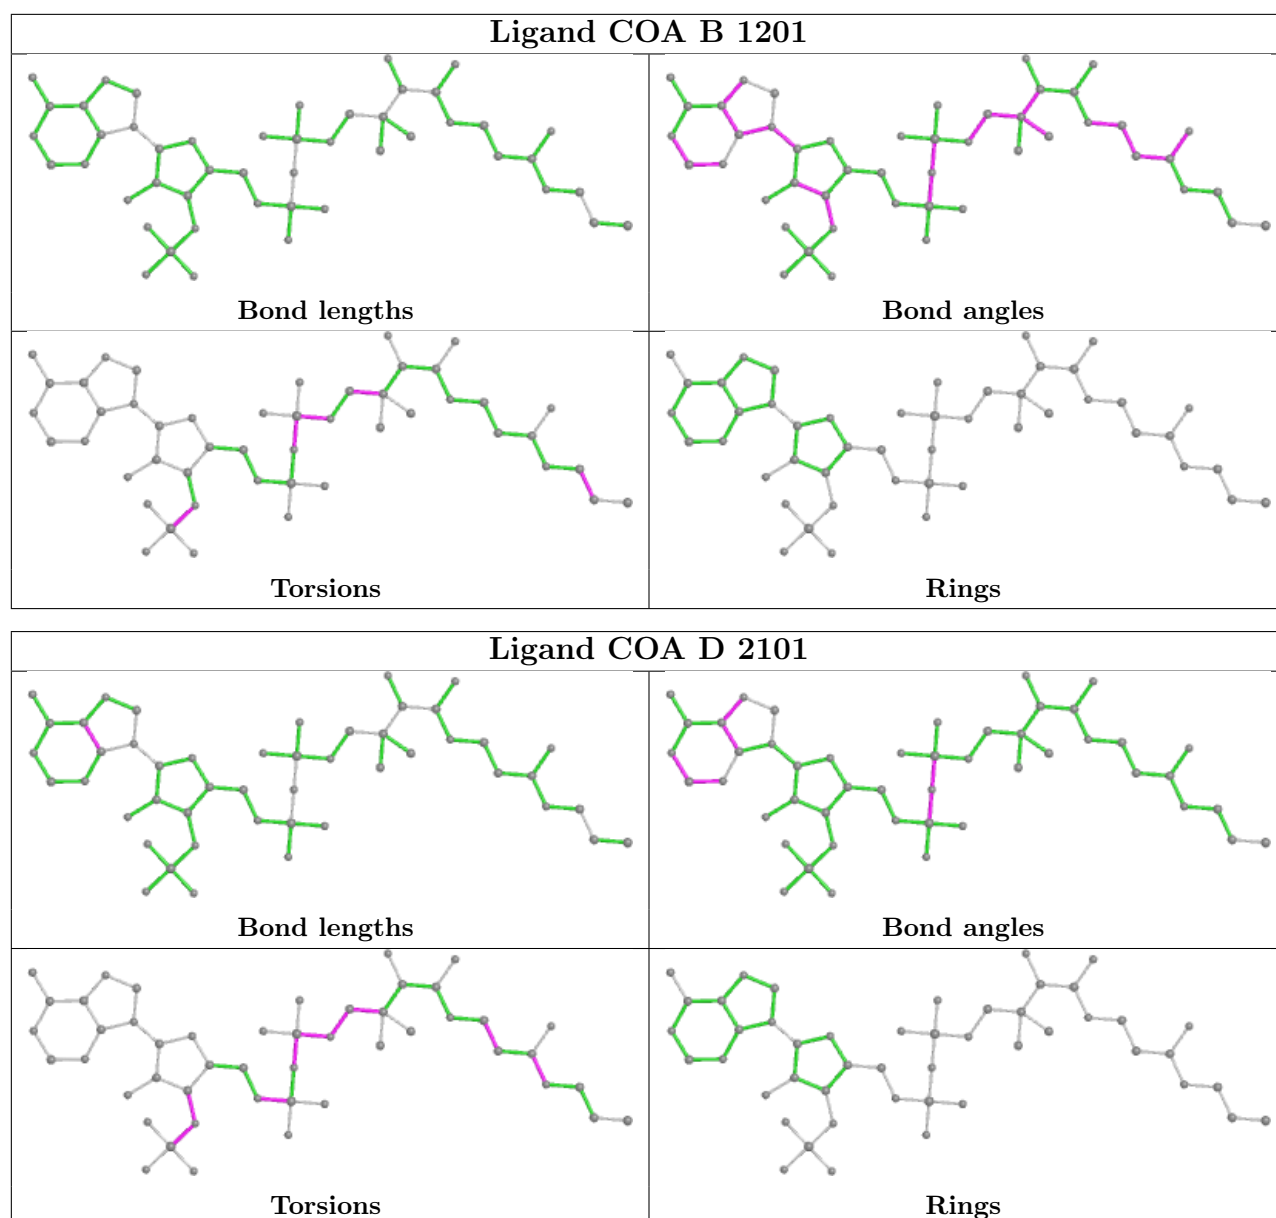 Ligand COA B 1201
Bond lengths
Bond angles
Torsions
Rings
Ligand COA D 2101
Bond lengths
Bond angles
Torsions
Rings